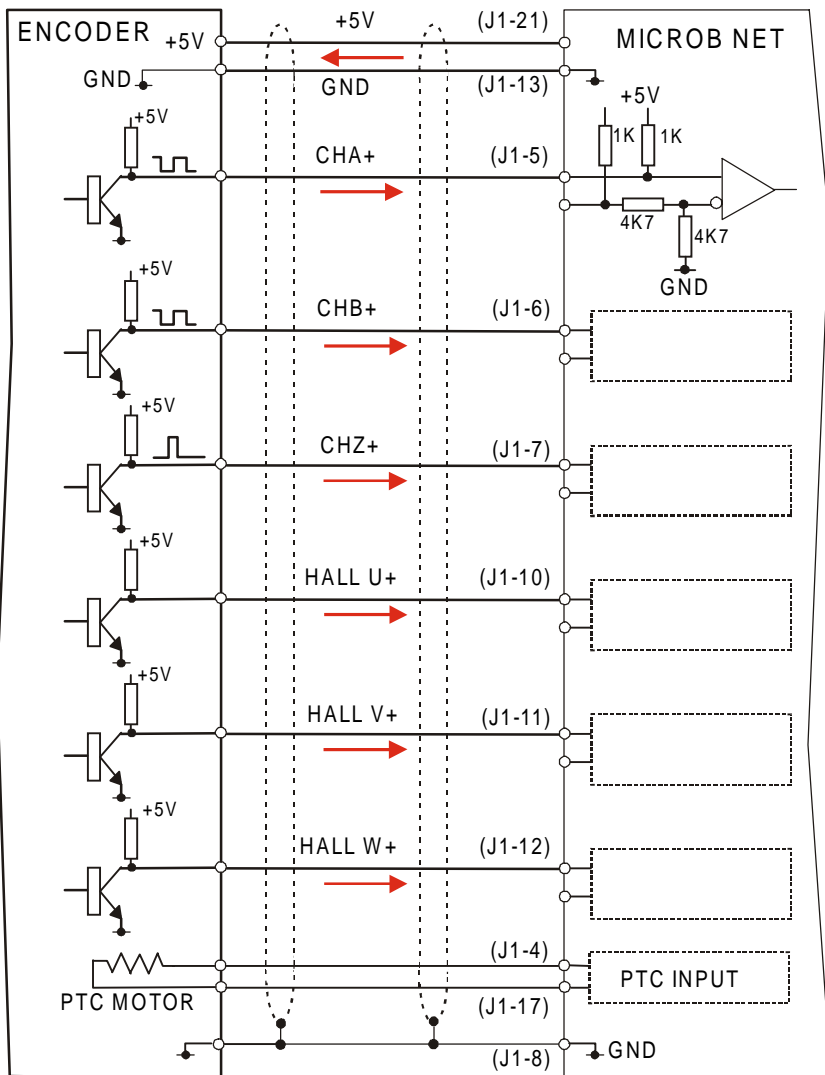 ENCODER
+5V
+5V
(J1-21)
MICROB NET
GND
GND
(J1-13)
+5V
+5V
1K
1K
CHA+
(J1-5)
4K7
4K7
GND
+5V
CHB+
(J1-6)
+5V
CHZ+
(J1-7)
+5V
HALL U+
(J1-10)
+5V
HALL V+
(J1-11)
+5V
HALL W+
(J1-12)
(J1-4)
PTC MOTOR
PTC INPUT
(J1-17)
(J1-8)
GND